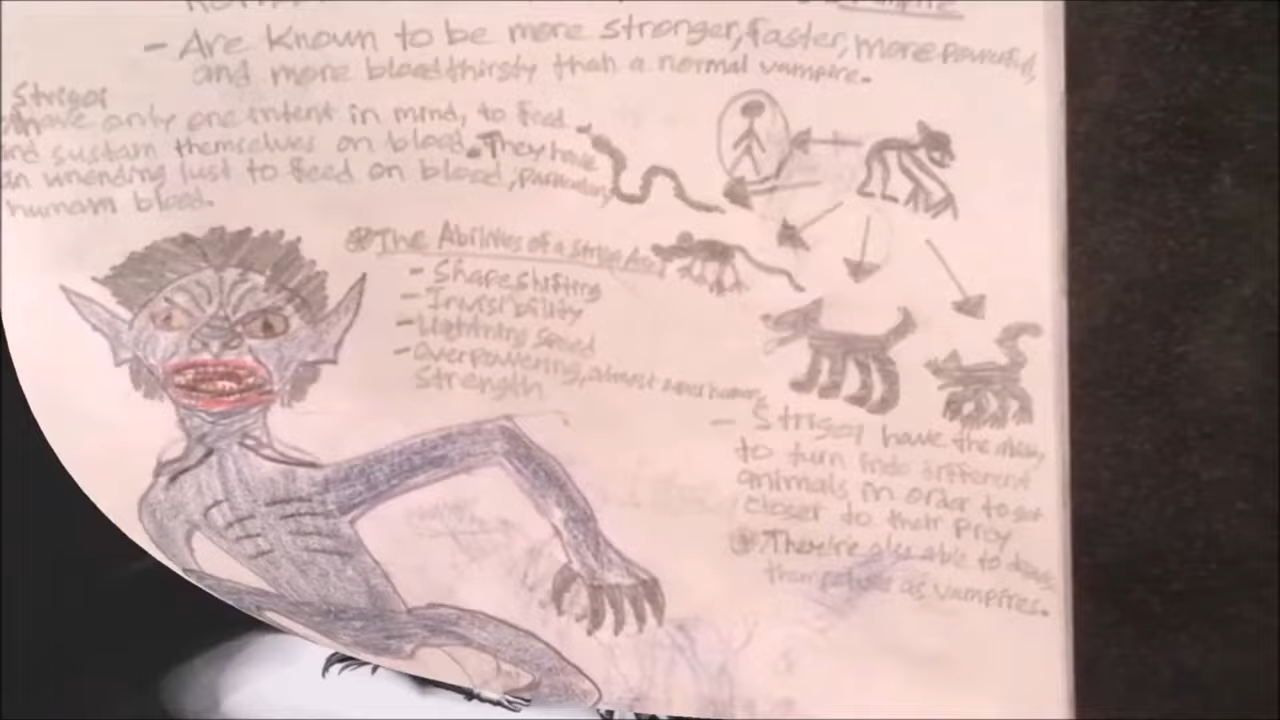 - Are Known to be more stronger, faster, more powerful,
and more bloodthirsty than a normal vampire.
Strigoi
have only one intent in mind, to feed
and sustain themselves on blood. They have
an unending lust to feed on blood, particularly
human blood.
The Abilities of a Strigoi Are:
- Shapeshifting
- Invisibility
- Lightning speed
- Overpowering, almost superhuman
strength
- Strigoi have the ability
to turn into different
animals in order to get
closer to their prey
They're also able to
themselves as vampires.